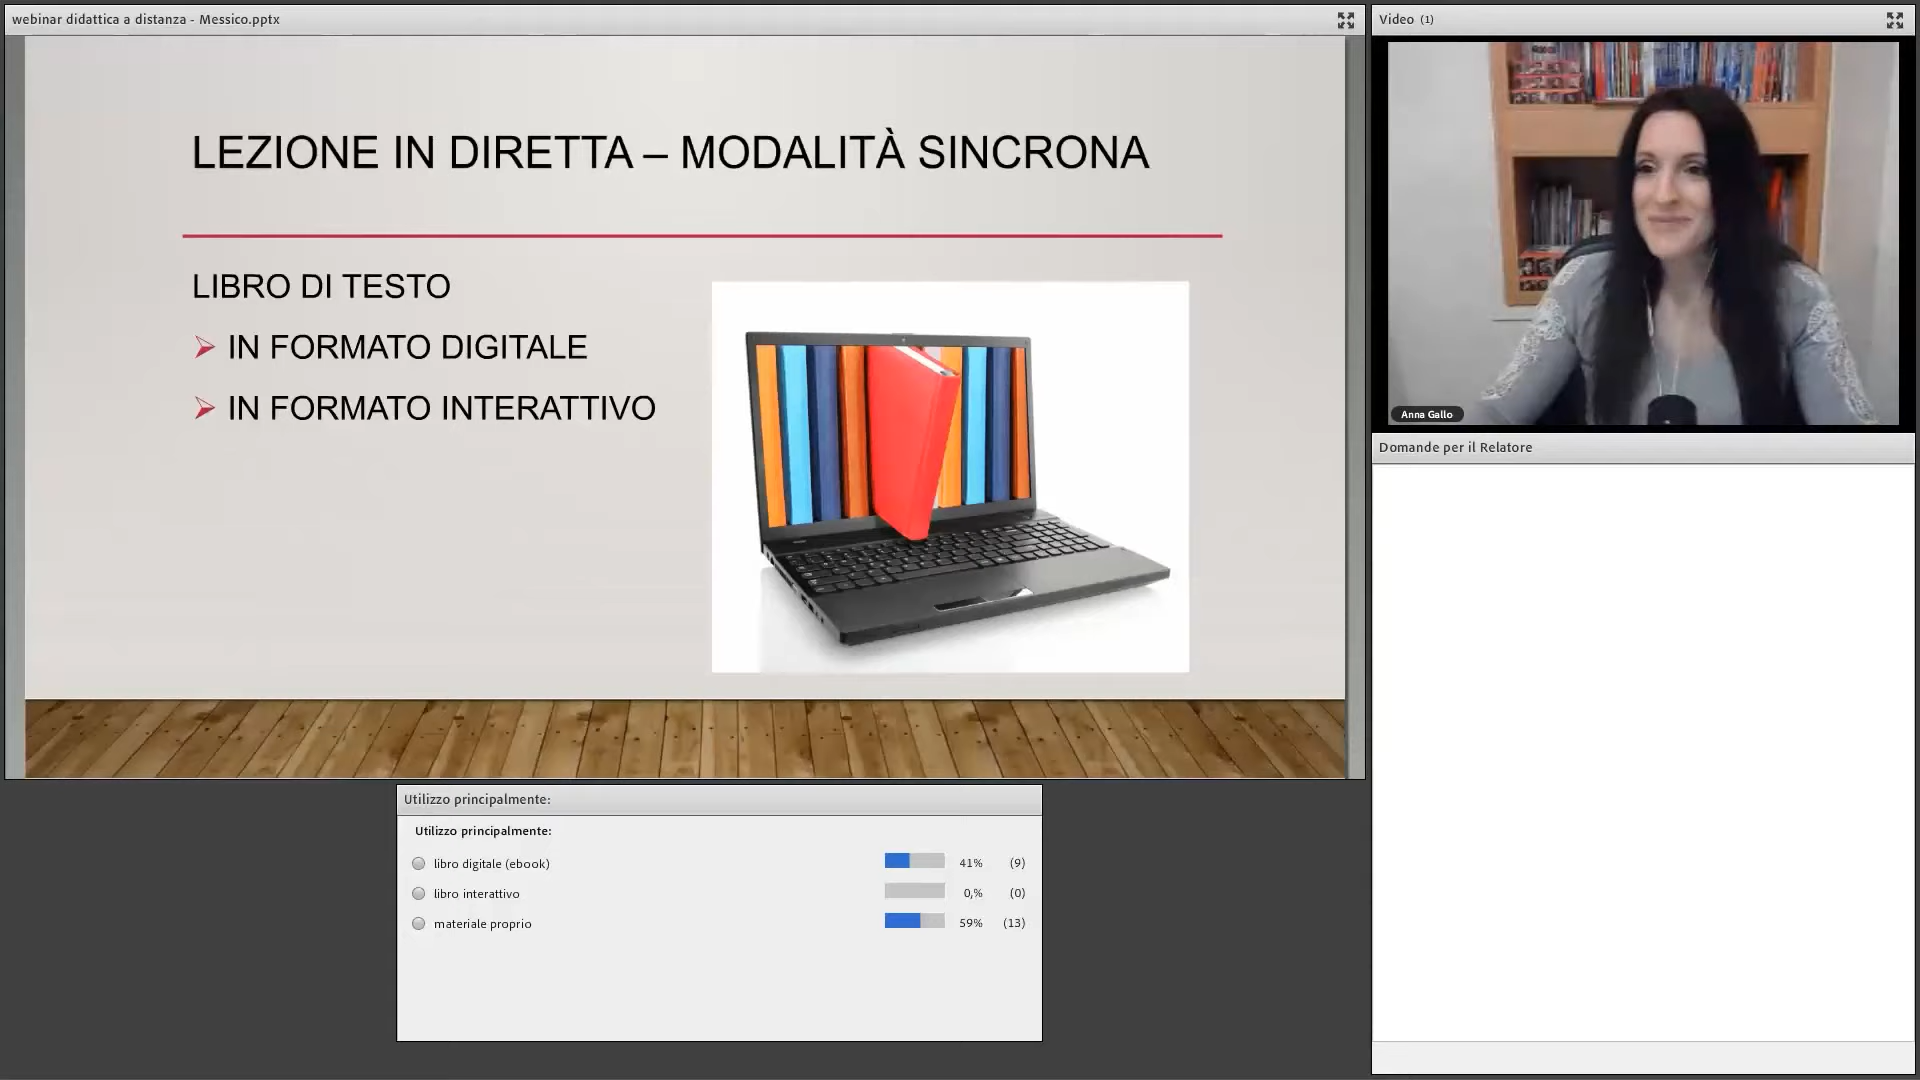 webinar didattica a distanza - Messico.pptx
LEZIONE IN DIRETTA – MODALITÀ SINCRONA
LIBRO DI TESTO
IN FORMATO DIGITALE
IN FORMATO INTERATTIVO
Video (1)
Anna Gallo
Domande per il Relatore
Utilizzo principalmente:
Utilizzo principalmente:
libro digitale (ebook) 41% (9)
libro interattivo 0,% (0)
materiale proprio 59% (13)